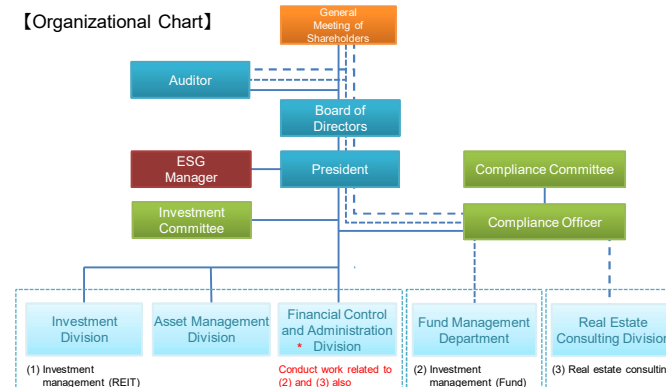 【Organizational Chart】
General
Meeting of
Shareholders
Auditor
Board of
Directors
ESG
Manager
President
Compliance Committee
Investment
Committee
Compliance Officer
Investment
Division
Asset Management
Division
Financial Control
and Administration
* Division
Fund Management
Department
Real Estate
Consulting Division
(1) Investment
management (REIT)
Conduct work related to
(2) and (3) also
(2) Investment
management (Fund)
(3) Real estate consulting